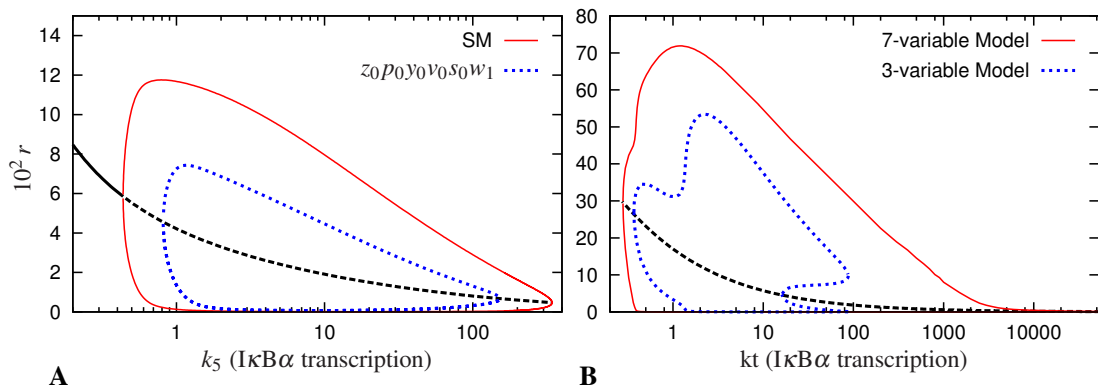 14
12
10
8
6
4
2
0
10² r
1
10
100
k₅ (IκBα transcription)
SM
z₀p₀y₀v₀s₀w₁
A
80
70
60
50
40
30
20
10
0
1
10
100
1000
10000
kt (IκBα transcription)
7-variable Model
3-variable Model
B